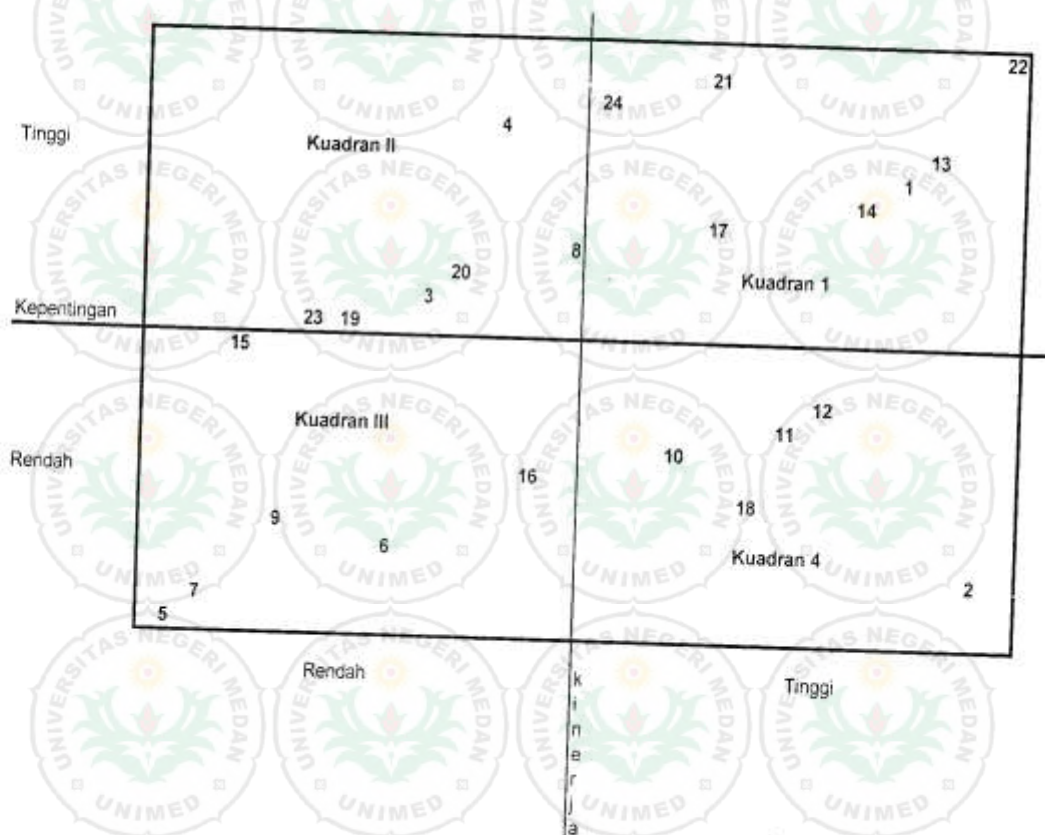 22
21
24
4
Tinggi
Kuadran II
13
1
14
17
8
20
Kuadran 1
3
Kepentingan
23 19
15
12
Kuadran III
11
Rendah
10
16
18
9
6
Kuadran 4
7
2
5
Rendah
Tinggi
kinerja
UNIVERSITAS NEGERI MEDAN
UNIMED